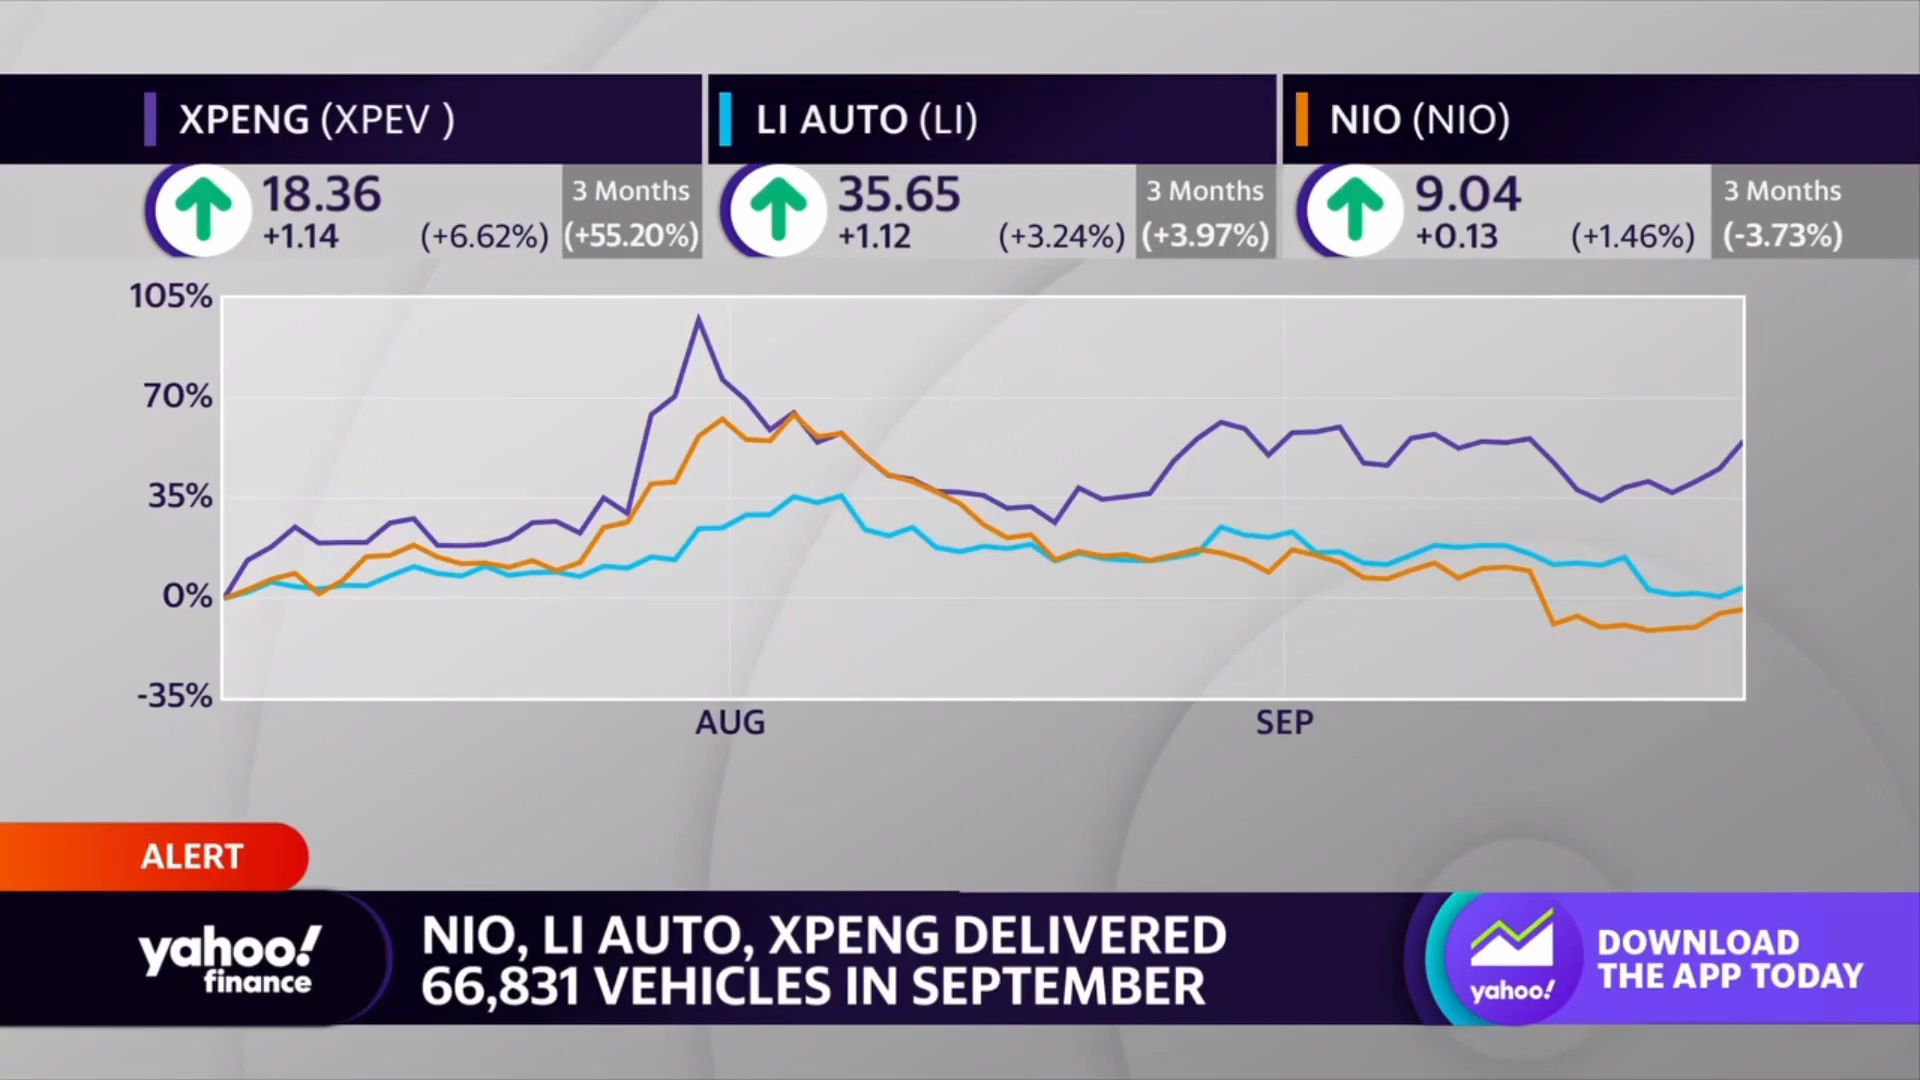 XPENG (XPEV )
18.36
+1.14 (+6.62%)
3 Months
(+55.20%)
LI AUTO (LI)
35.65
+1.12 (+3.24%)
3 Months
(+3.97%)
NIO (NIO)
9.04
+0.13 (+1.46%)
3 Months
(-3.73%)
105%
70%
35%
0%
-35%
AUG SEP
ALERT
yahoo!
finance
NIO, LI AUTO, XPENG DELIVERED
66,831 VEHICLES IN SEPTEMBER
yahoo!
DOWNLOAD
THE APP TODAY